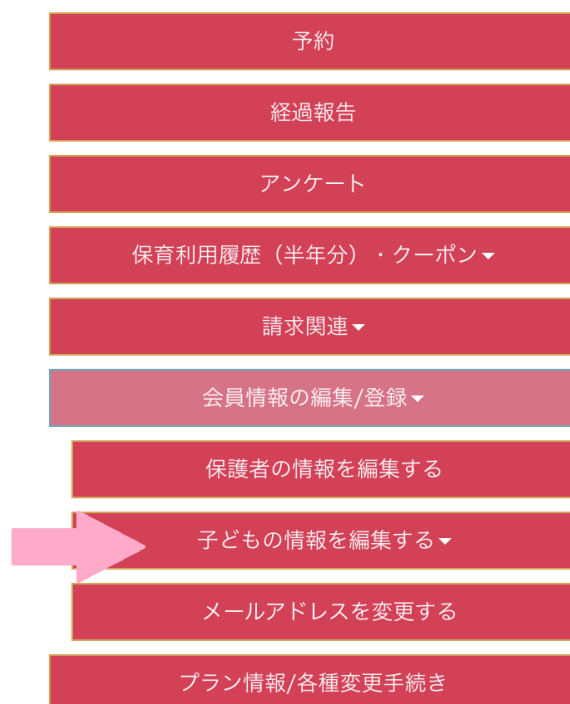 予約
経過報告
アンケート
保育利用履歴（半年分）・クーポン
請求関連
会員情報の編集/登録
保護者の情報を編集する
子どもの情報を編集する
メールアドレスを変更する
プラン情報/各種変更手続き